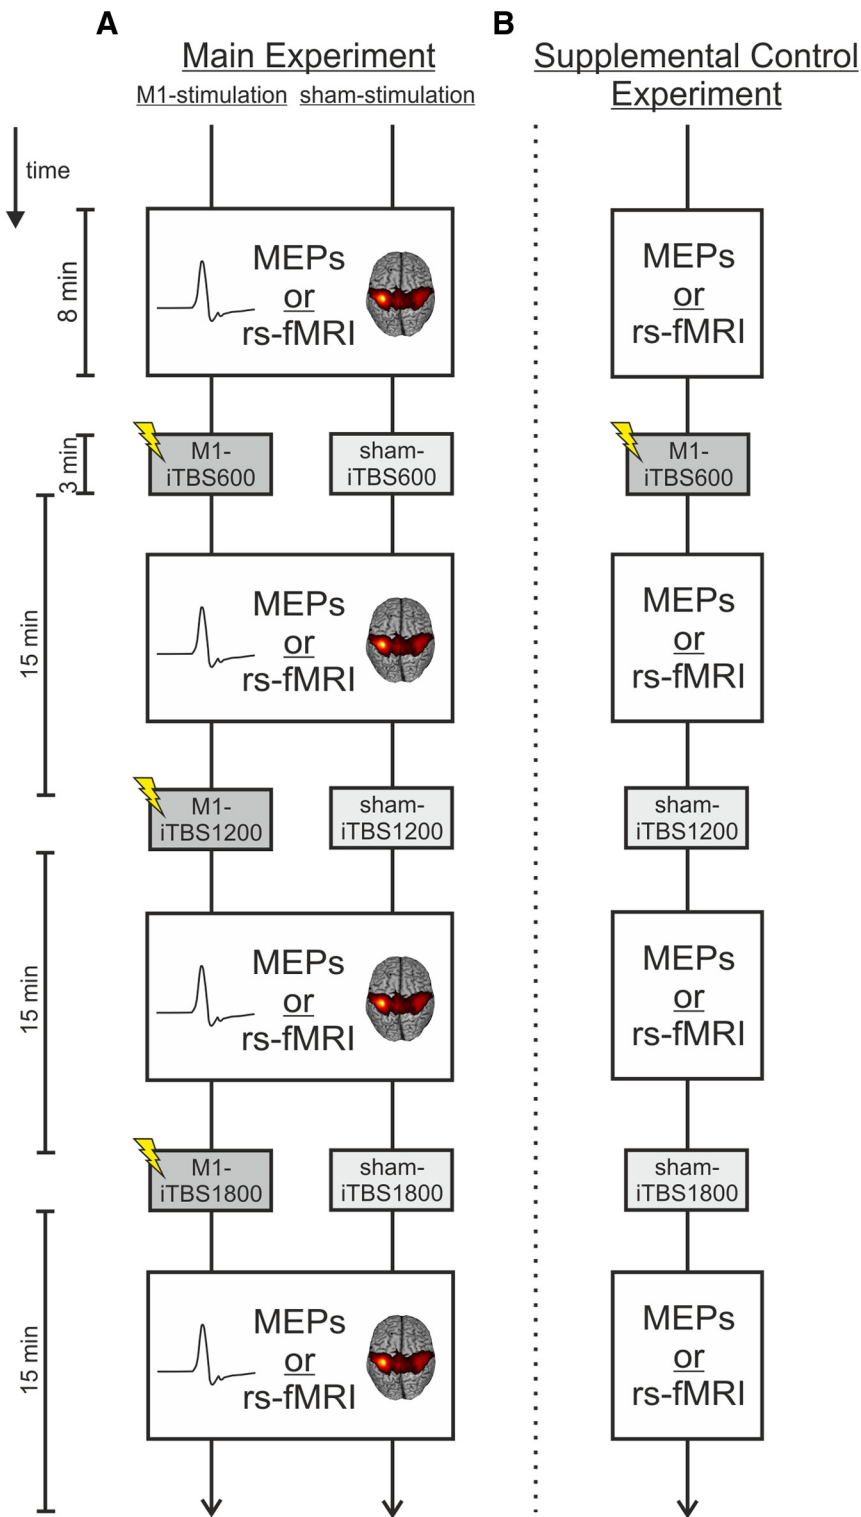 A
B
Main Experiment
M1-stimulation
sham-stimulation
Supplemental Control
Experiment
time
8 min
MEPs
or
rs-fMRI
MEPs
or
rs-fMRI
3 min
M1-
iTBS600
sham-
iTBS600
M1-
iTBS600
15 min
MEPs
or
rs-fMRI
MEPs
or
rs-fMRI
M1-
iTBS1200
sham-
iTBS1200
sham-
iTBS1200
15 min
MEPs
or
rs-fMRI
MEPs
or
rs-fMRI
M1-
iTBS1800
sham-
iTBS1800
sham-
iTBS1800
15 min
MEPs
or
rs-fMRI
MEPs
or
rs-fMRI